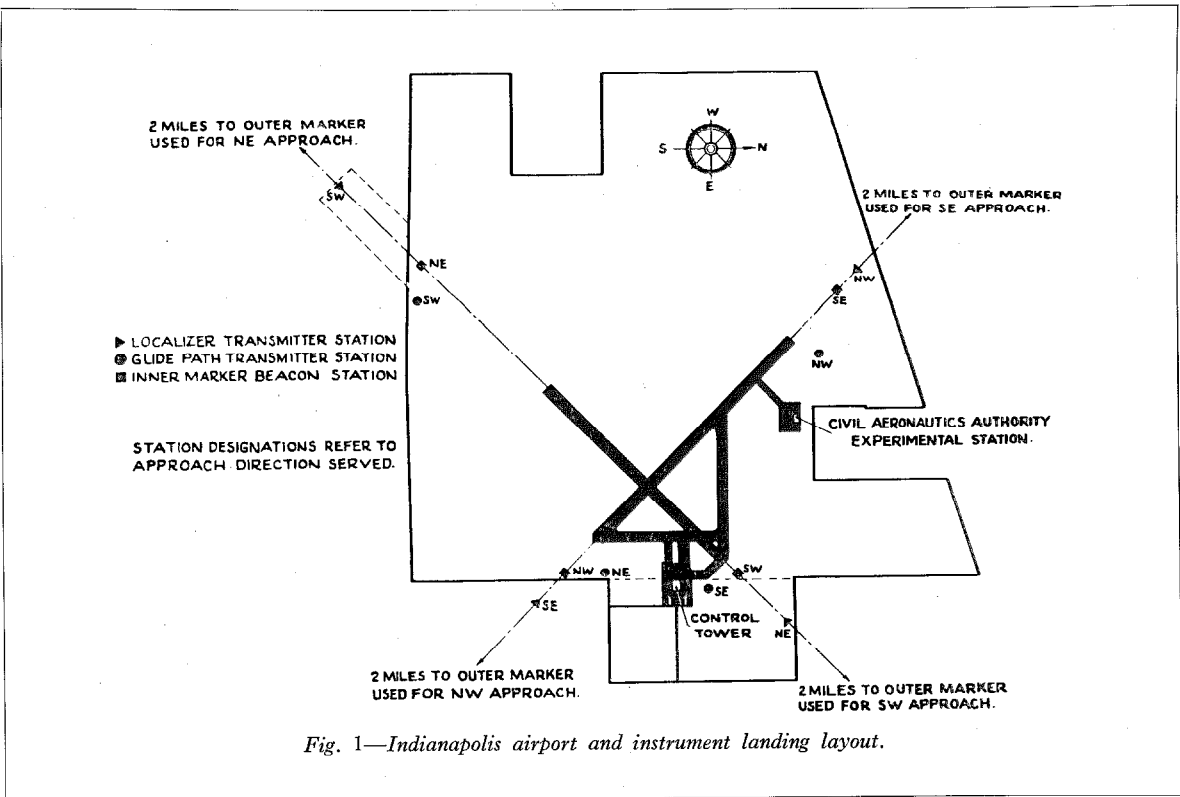 2 MILES TO OUTER MARKER
USED FOR NE APPROACH.
W
S
N
E
2 MILES TO OUTER MARKER
USED FOR SE APPROACH.
SW
NE
SW
NW
SE
NW
LOCALIZER TRANSMITTER STATION
GLIDE PATH TRANSMITTER STATION
INNER MARKER BEACON STATION
STATION DESIGNATIONS REFER TO
APPROACH DIRECTION SERVED.
CIVIL AERONAUTICS AUTHORITY
EXPERIMENTAL STATION.
NW
NE
SW
SE
SE
CONTROL
TOWER
NE
2 MILES TO OUTER MARKER
USED FOR NW APPROACH.
2 MILES TO OUTER MARKER
USED FOR SW APPROACH.
Fig. 1—Indianapolis airport and instrument landing layout.